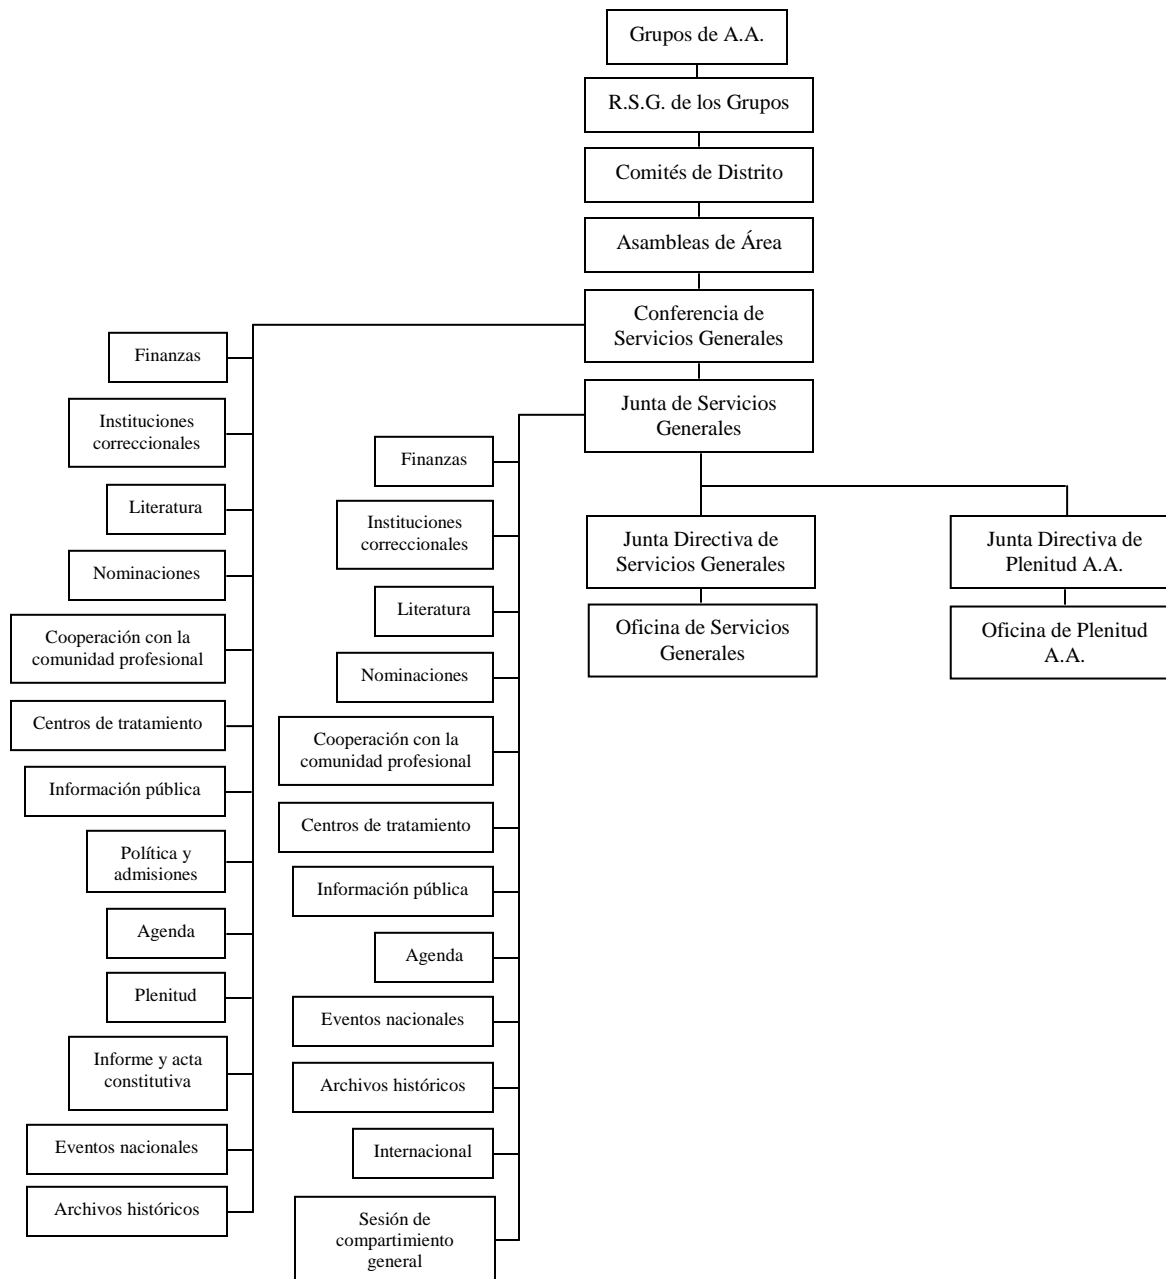 Grupos de A.A.
R.S.G. de los Grupos
Comités de Distrito
Asambleas de Área
Conferencia de
Servicios Generales
Junta de Servicios
Generales
Junta Directiva de
Servicios Generales
Oficina de Servicios
Generales
Junta Directiva de
Plenitud A.A.
Oficina de Plenitud
A.A.
Finanzas
Instituciones
correccionales
Literatura
Nominaciones
Cooperación con la
comunidad profesional
Centros de tratamiento
Información pública
Política y
admisiones
Agenda
Plenitud
Informe y acta
constitutiva
Eventos nacionales
Archivos históricos
Finanzas
Instituciones
correccionales
Literatura
Nominaciones
Cooperación con la
comunidad profesional
Centros de tratamiento
Información pública
Agenda
Eventos nacionales
Archivos históricos
Internacional
Sesión de
compartimiento
general